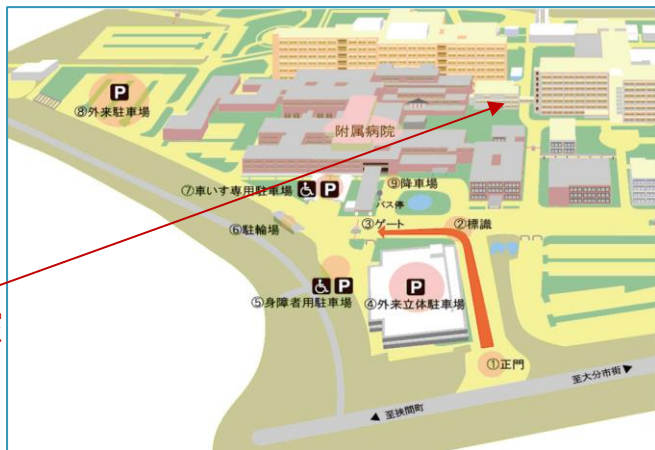 P
⑧外来駐車場
附属病院
⑦車いす専用駐車場 P
⑨降車場
バス停
⑥駐輪場
③ゲート
②標識
P
⑤身障者用駐車場
P
④外来立体駐車場
①正門
至大分市街
至挾間町